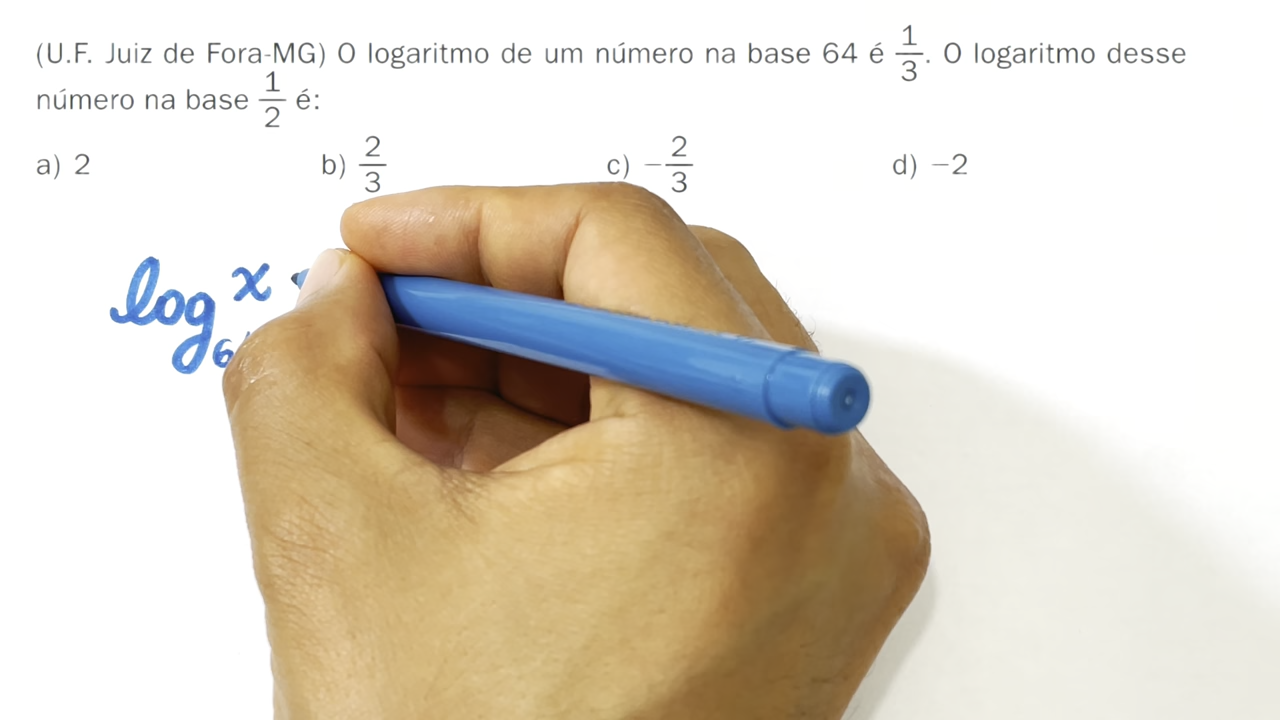 (U.F. Juiz de Fora-MG) O logaritmo de um número na base 64 é 1/3. O logaritmo desse
número na base 1/2 é:
a) 2 b) 2/3 c) −2/3 d) −2
log₆ x